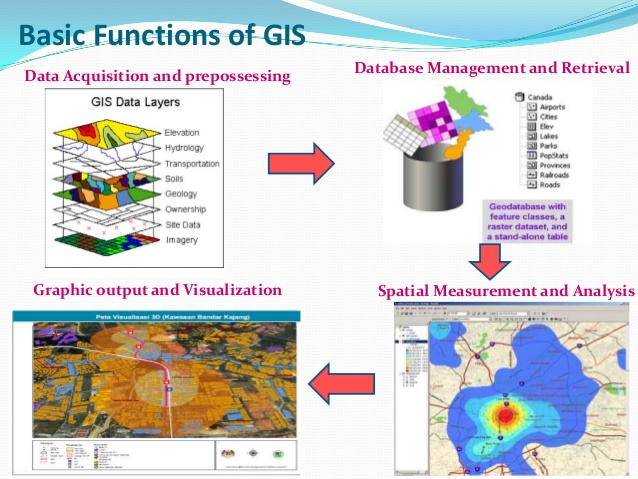 Basic Functions of GIS
Data Acquisition and prepossessing
Database Management and Retrieval
GIS Data Layers
Elevation
Hydrology
Transportation
Soils
Geology
Ownership
Site Data
Imagery
Canada
Airports
Cities
Elev
Lakes
Parks
PopStats
Provinces
Railroads
Roads
Geodatabase with
feature classes, a
raster dataset, and
a stand-alone table
Graphic output and Visualization
Spatial Measurement and Analysis
Peta Visualisasi 3D (Kawasan Bandar Kajang)